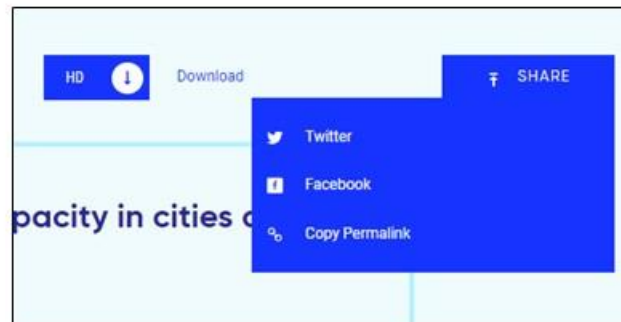 HD Download SHARE
Twitter
Facebook
pacity in cities
Copy Permalink